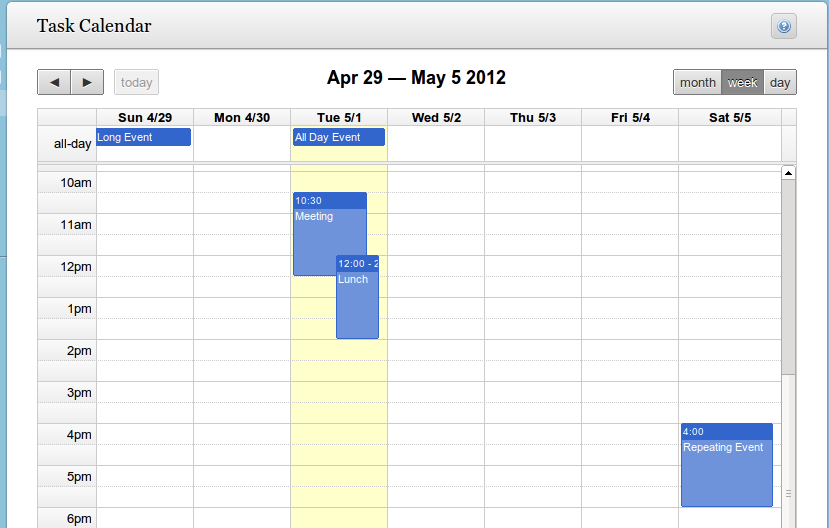 Task Calendar
today
Apr 29 — May 5 2012
month week day
Sun 4/29 Mon 4/30 Tue 5/1 Wed 5/2 Thu 5/3 Fri 5/4 Sat 5/5
all-day Long Event All Day Event
10am
10:30
Meeting
11am
12pm 12:00 - 2
Lunch
1pm
2pm
3pm
4pm 4:00
Repeating Event
5pm
6pm